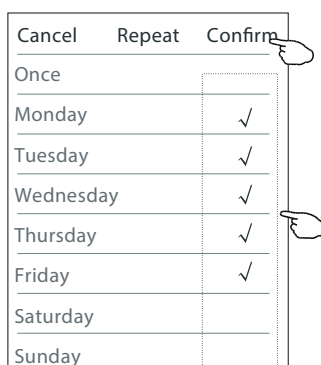 Cancel Repeat Confirm
Once
Monday √
Tuesday √
Wednesday √
Thursday √
Friday √
Saturday
Sunday